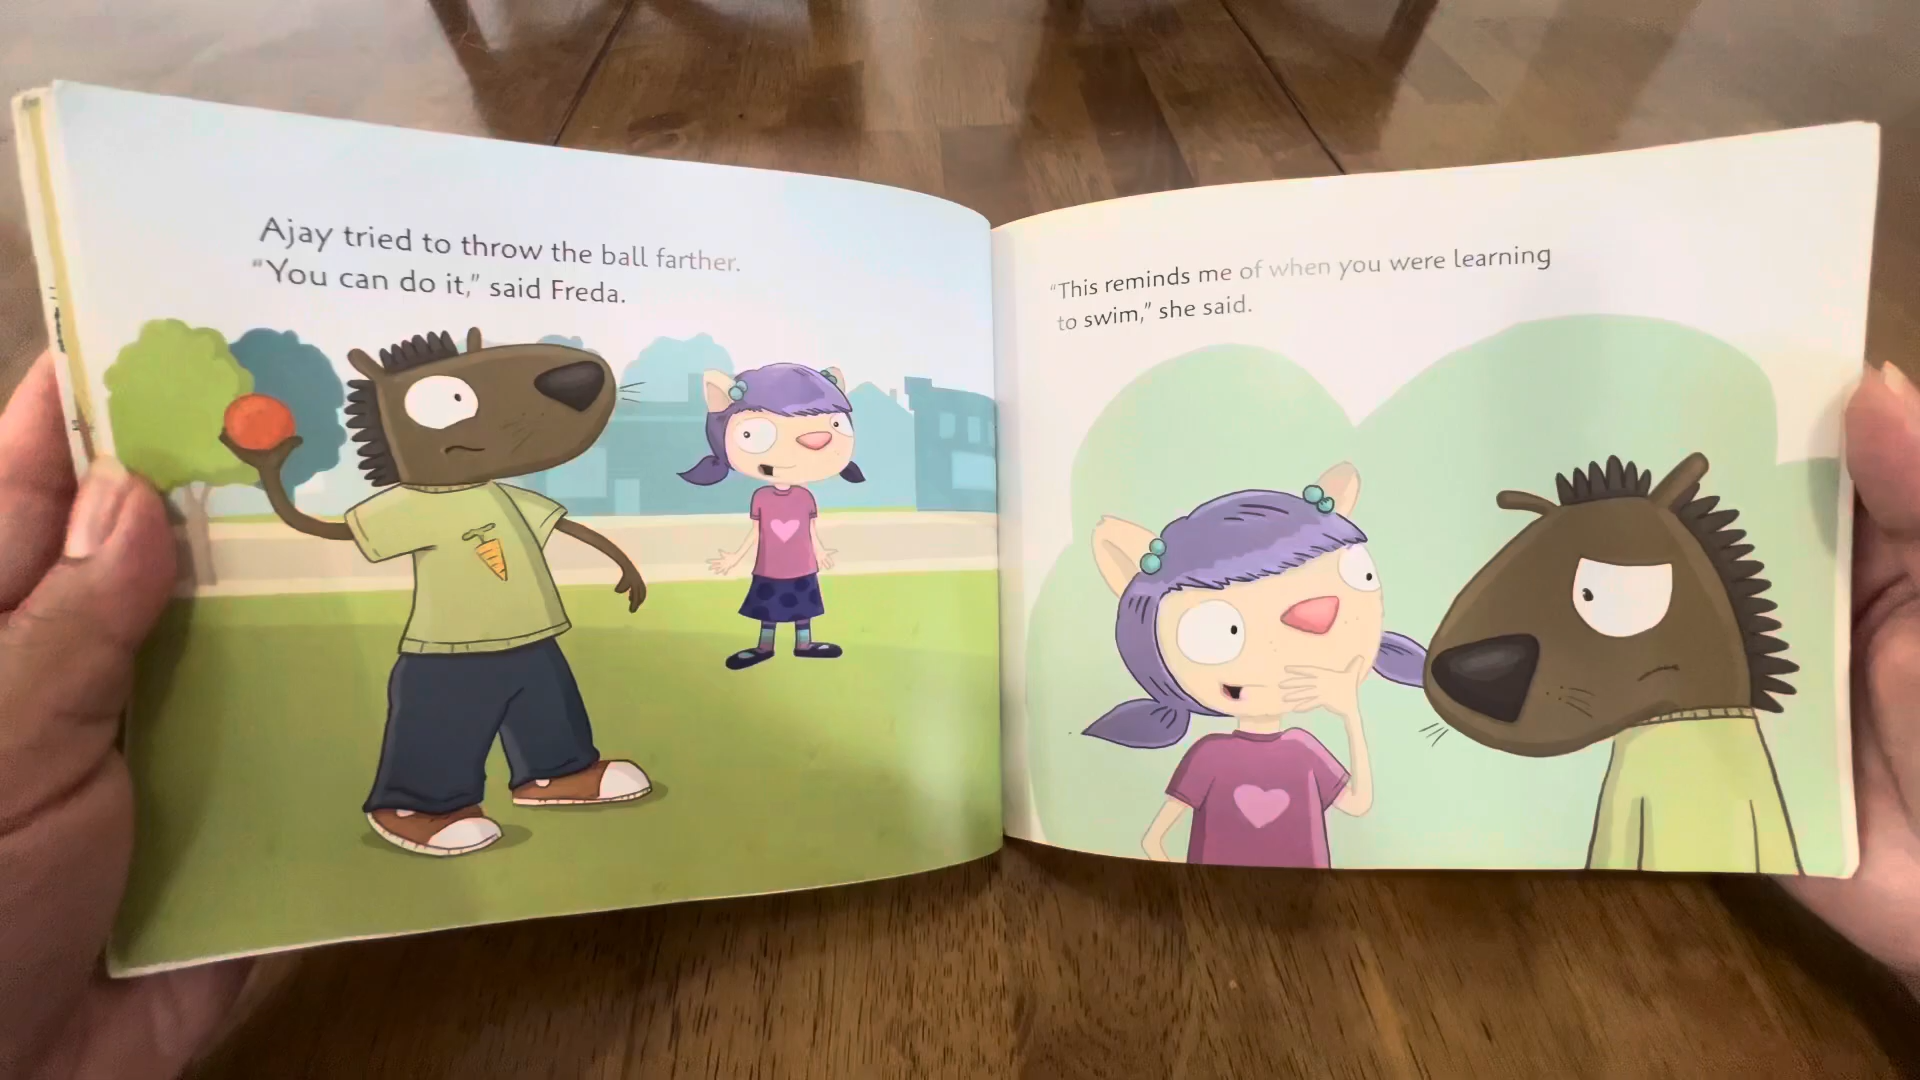 Ajay tried to throw the ball farther.
“You can do it,” said Freda.
“This reminds me of when you were learning
to swim,” she said.